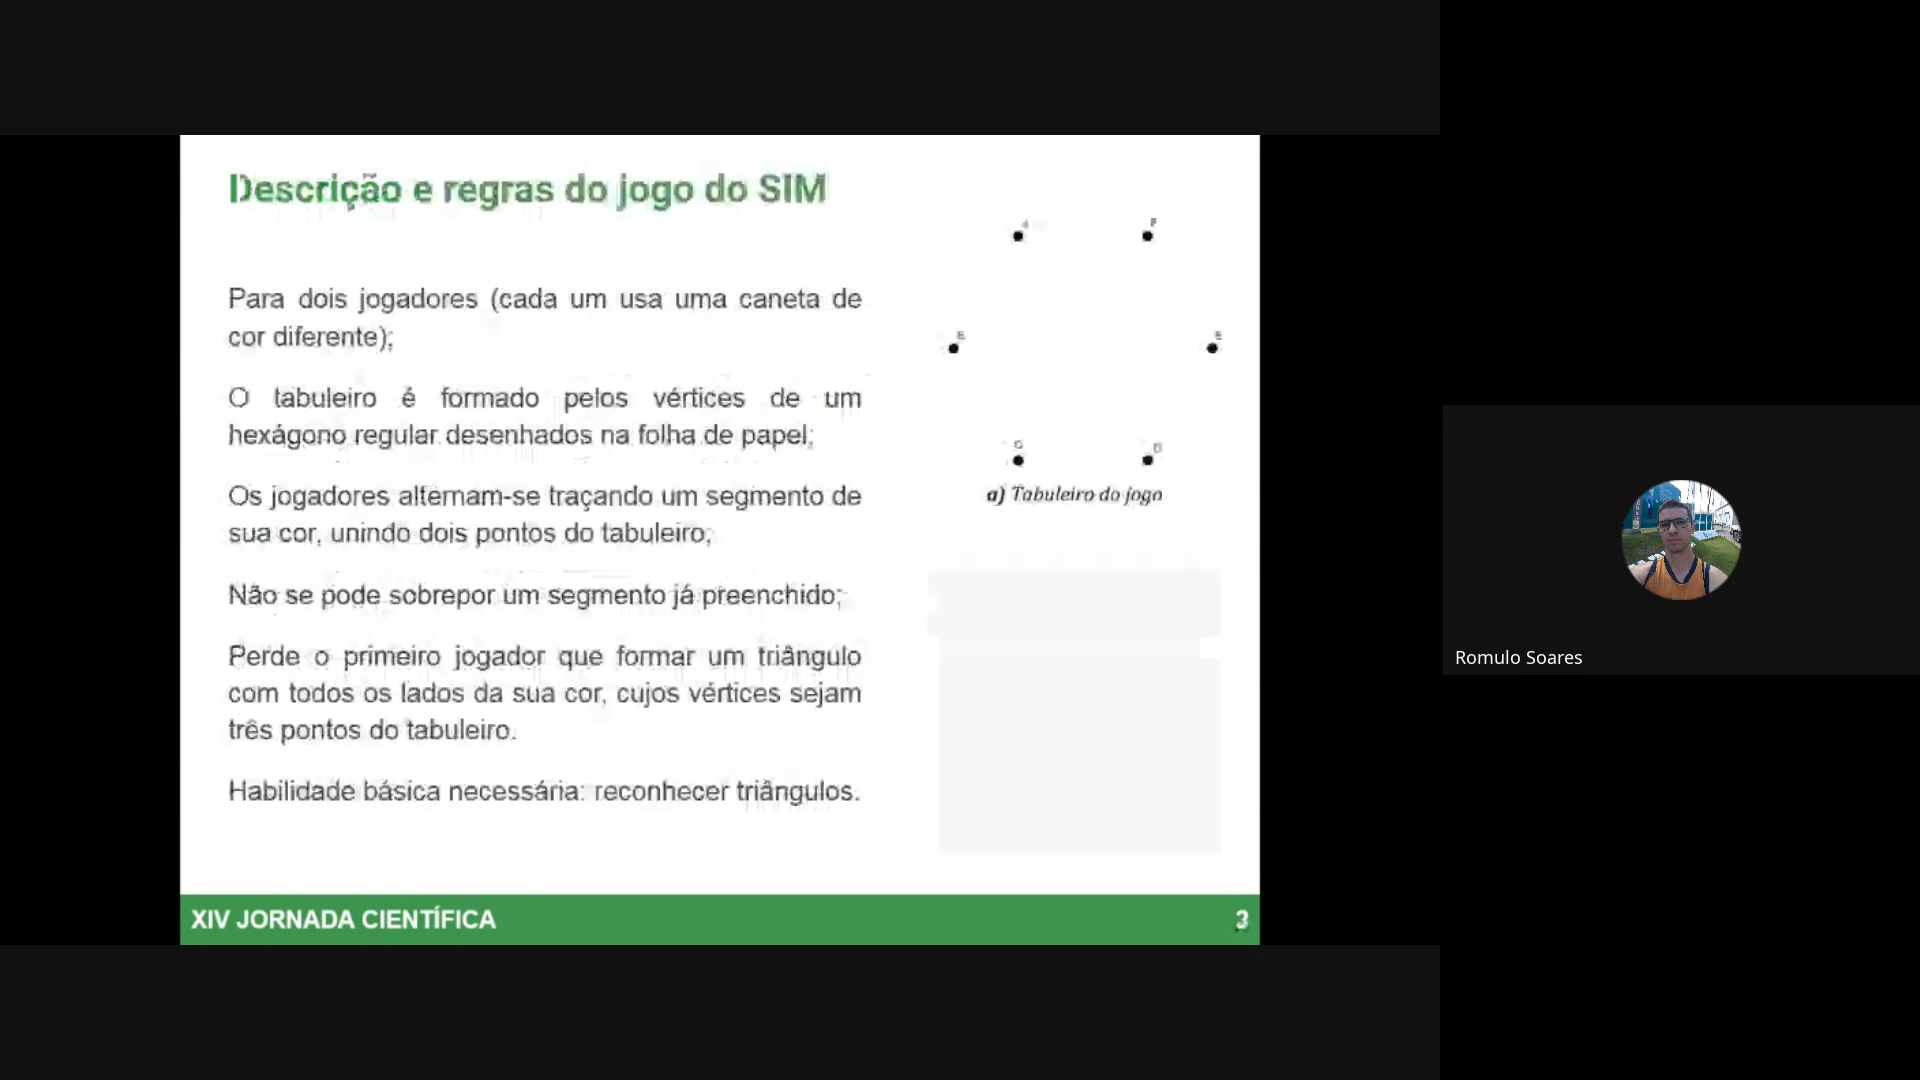 Descrição e regras do jogo do SIM
Para dois jogadores (cada um usa uma caneta de
cor diferente);
O tabuleiro é formado pelos vértices de um
hexágono regular desenhados na folha de papel;
Os jogadores alternam-se traçando um segmento de
sua cor, unindo dois pontos do tabuleiro;
Não se pode sobrepor um segmento já preenchido;
Perde o primeiro jogador que formar um triângulo
com todos os lados da sua cor, cujos vértices sejam
três pontos do tabuleiro.
Habilidade básica necessária: reconhecer triângulos.
F
D
a) Tabuleiro do jogo
XIV JORNADA CIENTÍFICA
3
Romulo Soares